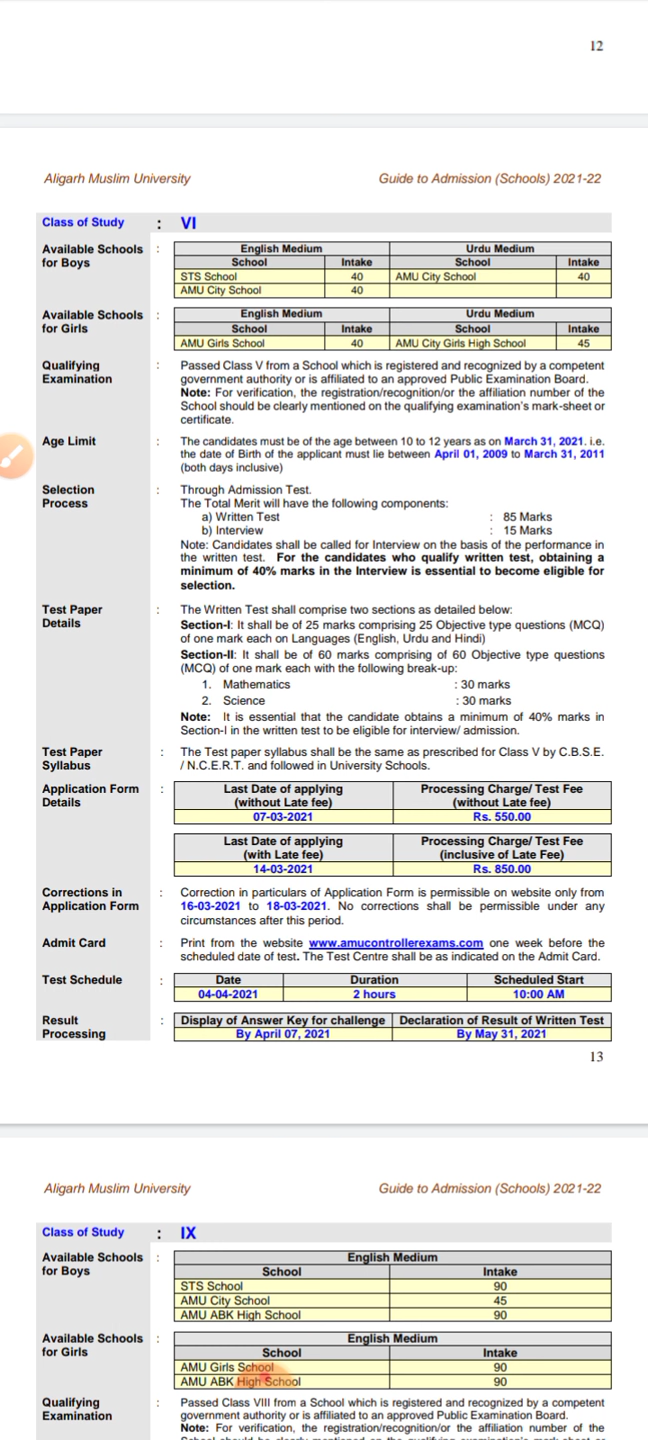 12
Aligarh Muslim University Guide to Admission (Schools) 2021-22
Class of Study : VI
Available Schools for Boys :
English Medium Urdu Medium
School Intake School Intake
STS School 40 AMU City School 40
AMU City School 40
Available Schools for Girls :
English Medium Urdu Medium
School Intake School Intake
AMU Girls School 40 AMU City Girls High School 45
Qualifying Examination :
Passed Class V from a School which is registered and recognized by a competent
government authority or is affiliated to an approved Public Examination Board.
Note: For verification, the registration/recognition/or the affiliation number of the
School should be clearly mentioned on the qualifying examination's mark-sheet or
certificate.
Age Limit : The candidates must be of the age between 10 to 12 years as on March 31, 2021. i.e.
the date of Birth of the applicant must lie between April 01, 2009 to March 31, 2011
(both days inclusive)
Selection Process :
Through Admission Test.
The Total Merit will have the following components:
a) Written Test : 85 Marks
b) Interview : 15 Marks
Note: Candidates shall be called for Interview on the basis of the performance in
the written test. For the candidates who qualify written test, obtaining a
minimum of 40% marks in the Interview is essential to become eligible for
selection.
Test Paper Details :
The Written Test shall comprise two sections as detailed below:
Section-I: It shall be of 25 marks comprising 25 Objective type questions (MCQ)
of one mark each on Languages (English, Urdu and Hindi)
Section-II: It shall be of 60 marks comprising of 60 Objective type questions
(MCQ) of one mark each with the following break-up:
1. Mathematics : 30 marks
2. Science : 30 marks
Note: It is essential that the candidate obtains a minimum of 40% marks in
Section-I in the written test to be eligible for interview/ admission.
Test Paper Syllabus :
The Test paper syllabus shall be the same as prescribed for Class V by C.B.S.E.
/ N.C.E.R.T. and followed in University Schools.
Application Form Details :
Last Date of applying Processing Charge/ Test Fee
(without Late fee) (without Late fee)
07-03-2021 Rs. 550.00
Last Date of applying Processing Charge/ Test Fee
(with Late fee) (inclusive of Late Fee)
14-03-2021 Rs. 850.00
Corrections in Application Form :
Correction in particulars of Application Form is permissible on website only from
16-03-2021 to 18-03-2021. No corrections shall be permissible under any
circumstances after this period.
Admit Card : Print from the website www.amucontrollerexams.com one week before the
scheduled date of test. The Test Centre shall be as indicated on the Admit Card.
Test Schedule : Date Duration Scheduled Start
04-04-2021 2 hours 10:00 AM
Result Processing :
Display of Answer Key for challenge Declaration of Result of Written Test
By April 07, 2021 By May 31, 2021
13
Aligarh Muslim University Guide to Admission (Schools) 2021-22
Class of Study : IX
Available Schools for Boys :
English Medium
School Intake
STS School 90
AMU City School 45
AMU ABK High School 90
Available Schools for Girls :
English Medium
School Intake
AMU Girls School 90
AMU ABK High School 90
Qualifying Examination :
Passed Class VIII from a School which is registered and recognized by a competent
government authority or is affiliated to an approved Public Examination Board.
Note: For verification, the registration/recognition/or the affiliation number of the